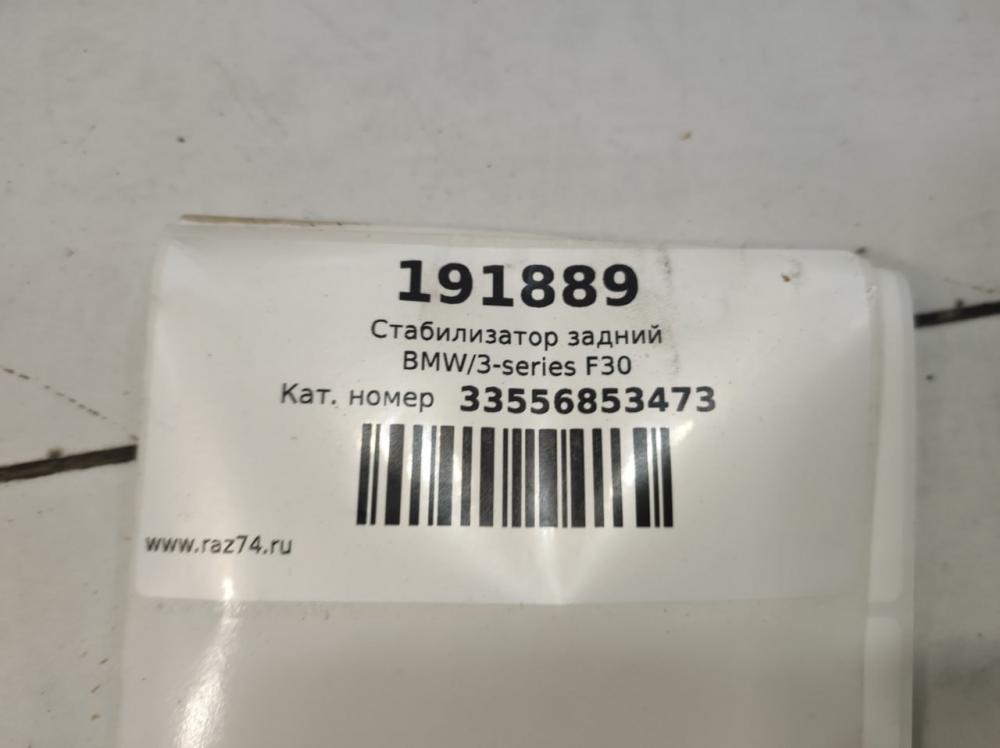 191889
Стабилизатор задний
BMW/3-series F30
Кат. номер 33556853473
www.raz74.ru